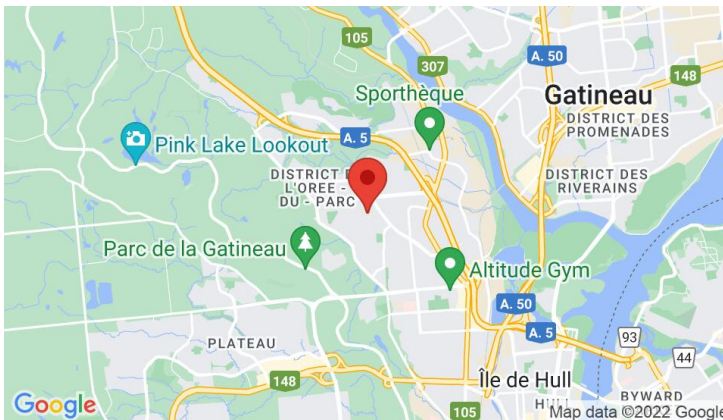 105
307
A. 50
148
Gatineau
Sporthèque
DISTRICT DES
PROMENADES
A. 5
Pink Lake Lookout
DISTRICT
L'OREE -
DU - PARC
DISTRICT DES
RIVERAINS
Parc de la Gatineau
Altitude Gym
A. 50
A. 5
93
44
PLATEAU
148
Île de Hull
HULL
105
BYWARD
Google
Map data ©2022 Google